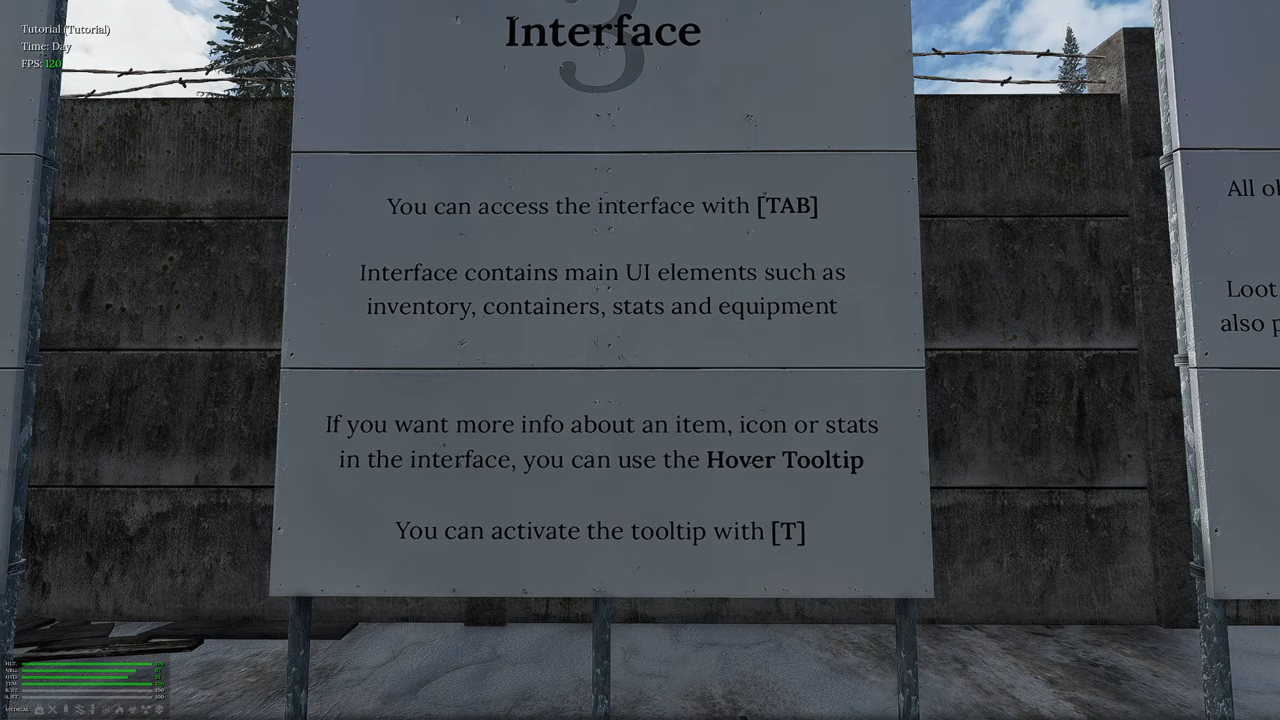 Tutorial (Tutorial)
Time: Day
FPS: 120
3
Interface
You can access the interface with [TAB]
Interface contains main UI elements such as
inventory, containers, stats and equipment
If you want more info about an item, icon or stats
in the interface, you can use the Hover Tooltip
You can activate the tooltip with [T]
All
Loot
also
MEDICAL